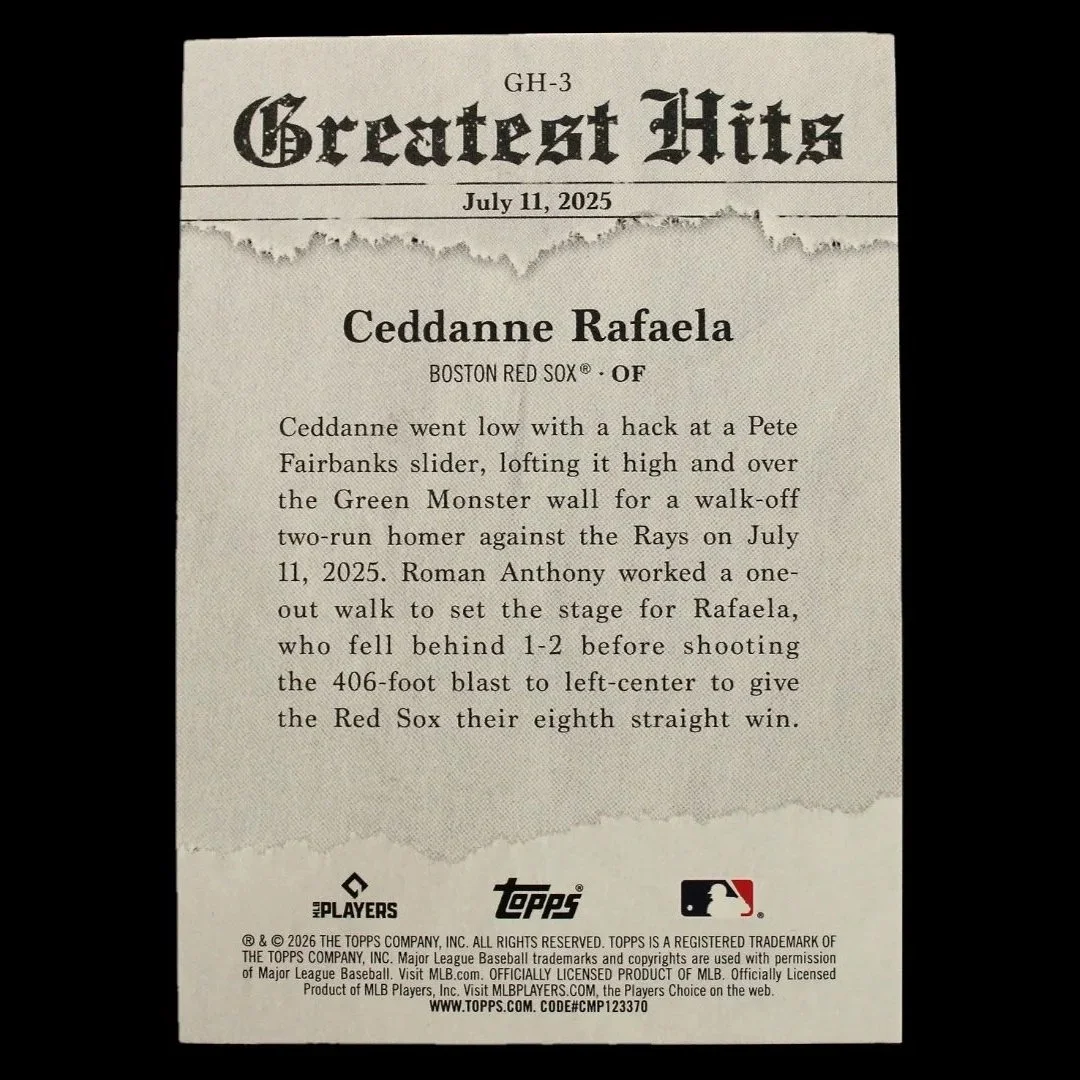 GH-3
Greatest Hits
July 11, 2025
Ceddanne Rafaela
BOSTON RED SOX® · OF
Ceddanne went low with a hack at a Pete
Fairbanks slider, lofting it high and over
the Green Monster wall for a walk-off
two-run homer against the Rays on July
11, 2025. Roman Anthony worked a one-
out walk to set the stage for Rafaela,
who fell behind 1-2 before shooting
the 406-foot blast to left-center to give
the Red Sox their eighth straight win.
MLB PLAYERS
Topps®
®
® & © 2026 THE TOPPS COMPANY, INC. ALL RIGHTS RESERVED. TOPPS IS A REGISTERED TRADEMARK OF
THE TOPPS COMPANY, INC. Major League Baseball trademarks and copyrights are used with permission
of Major League Baseball. Visit MLB.com. OFFICIALLY LICENSED PRODUCT OF MLB. Officially Licensed
Product of MLB Players, Inc. Visit MLBPLAYERS.COM, the Players Choice on the web.
WWW.TOPPS.COM. CODE#CMP123370